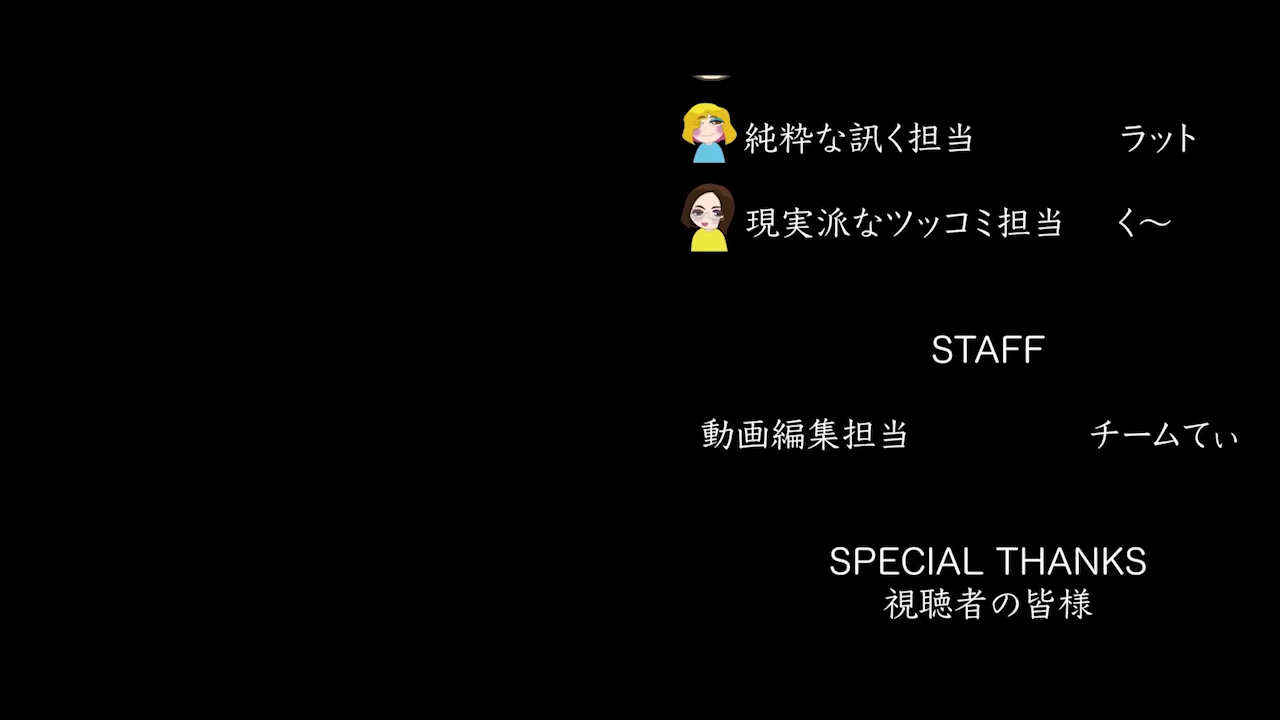 純粋な訊く担当 ラット
現実派なツッコミ担当 く～
STAFF
動画編集担当 チームてぃ
SPECIAL THANKS
視聴者の皆様